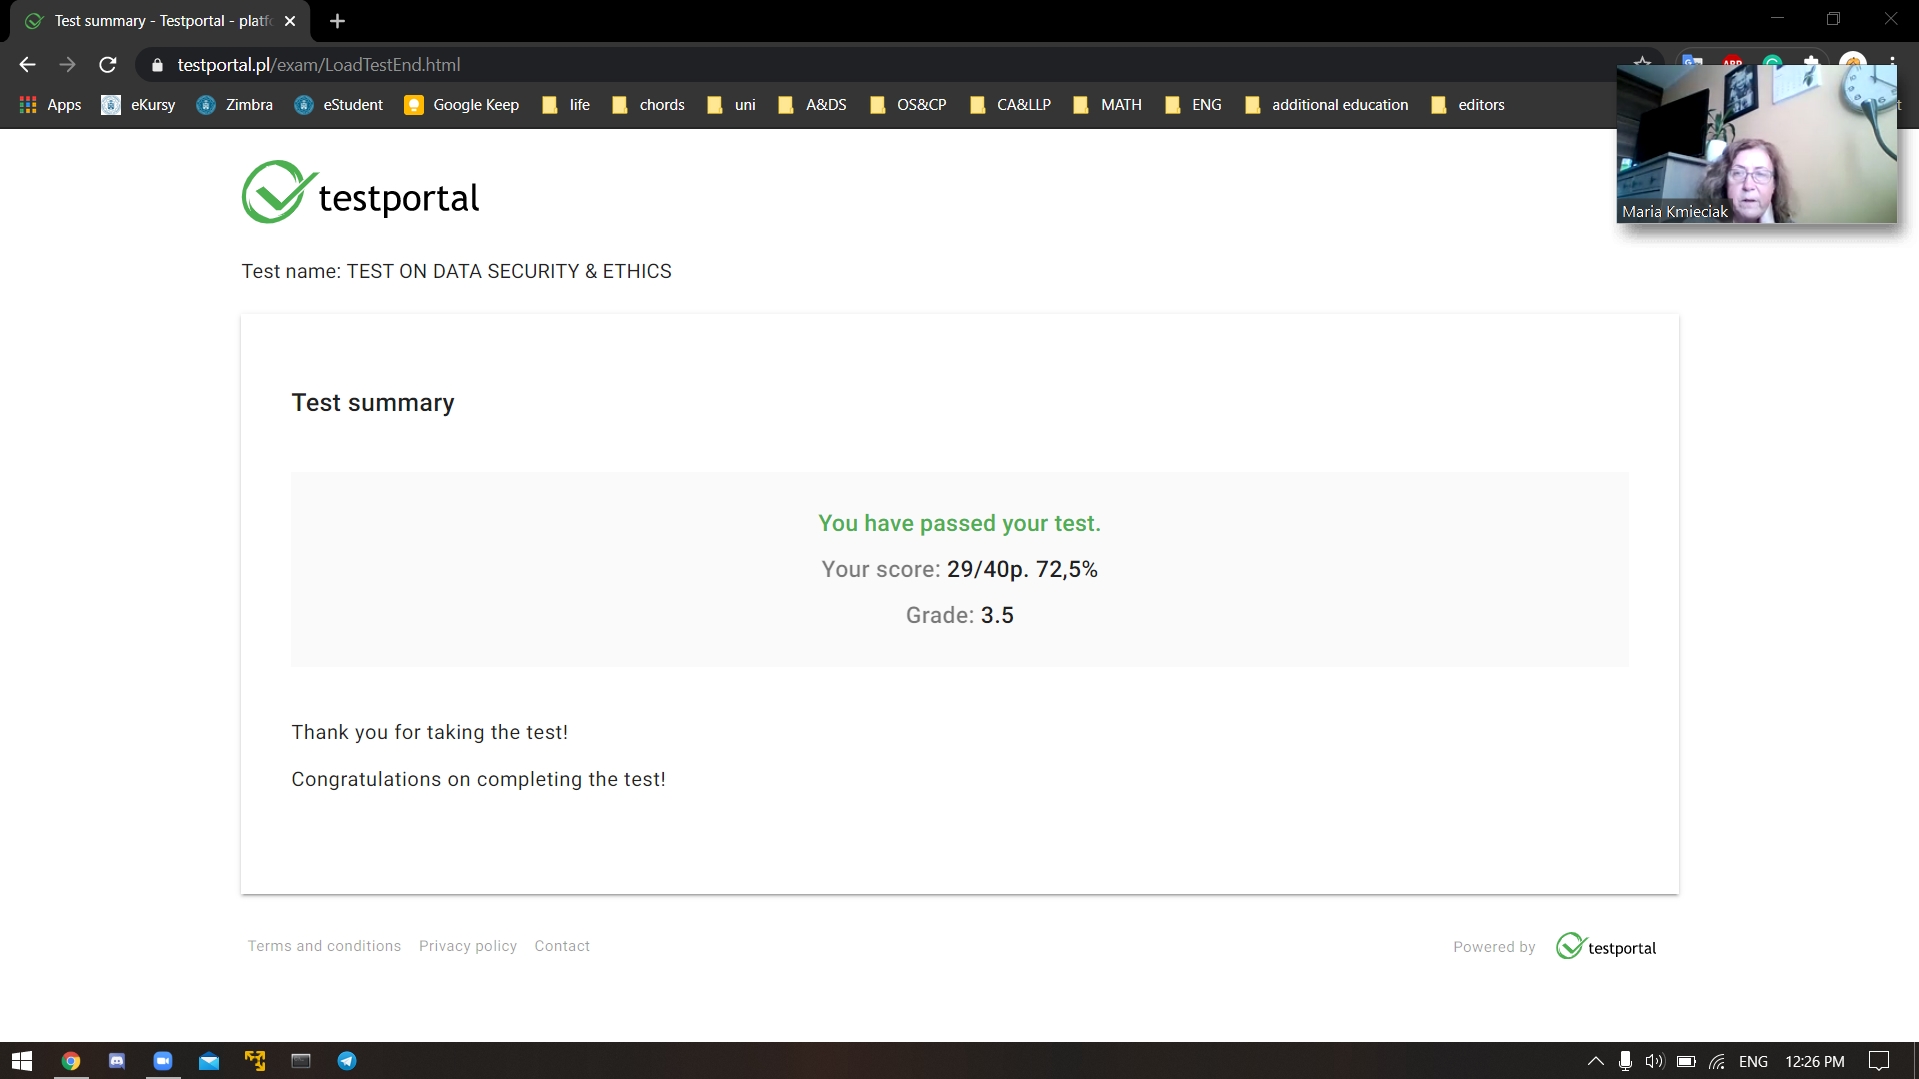 Test summary - Testportal - platfo
testportal.pl/exam/LoadTestEnd.html
Apps eKursy Zimbra eStudent Google Keep life chords uni A&DS OS&CP CA&LLP MATH ENG additional education editors
Maria Kmieciak
testportal
Test name: TEST ON DATA SECURITY & ETHICS
Test summary
You have passed your test.
Your score: 29/40p. 72,5%
Grade: 3.5
Thank you for taking the test!
Congratulations on completing the test!
Terms and conditions Privacy policy Contact
Powered by testportal
ENG 12:26 PM